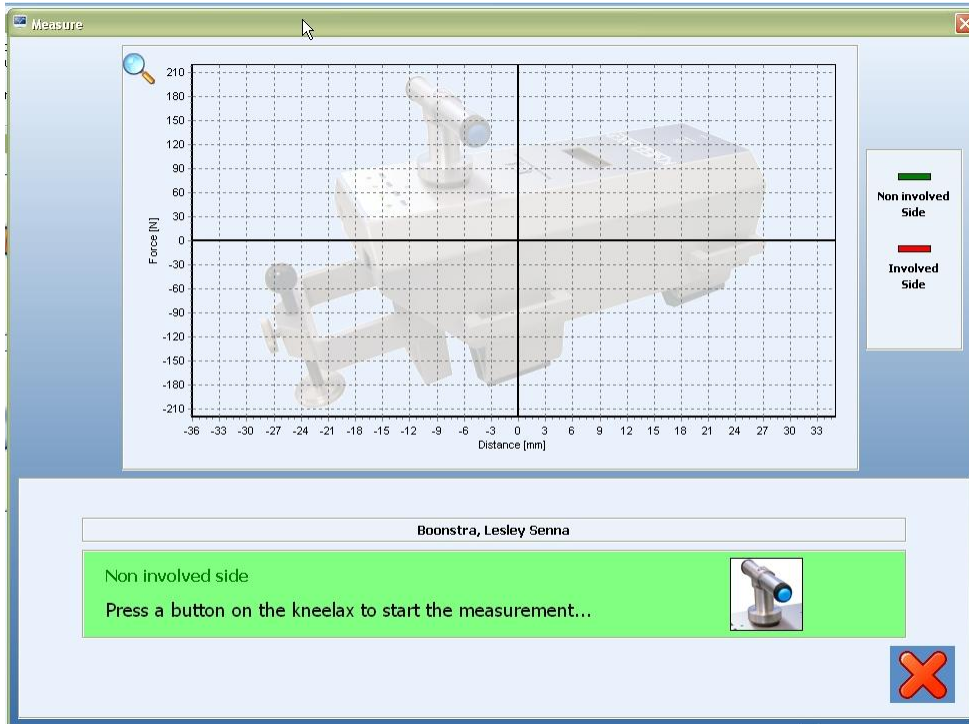 Measure
210
180
150
120
90
60
30
0
-30
-60
-90
-120
-150
-180
-210
Force [N]
-36 -33 -30 -27 -24 -21 -18 -15 -12 -9 -6 -3 0 3 6 9 12 15 18 21 24 27 30 33
Distance [mm]
Non involved
Side
Involved
Side
Boonstra, Lesley Senna
Non involved side
Press a button on the kneelax to start the measurement...